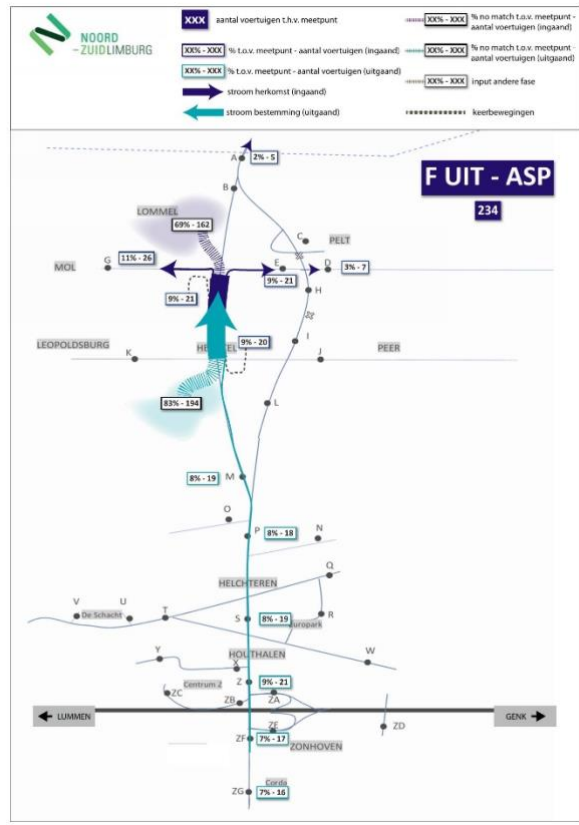 NOORD
-ZUIDLIMBURG
XXX aantal voertuigen t.h.v. meetpunt
XX% - XXX % t.o.v. meetpunt - aantal voertuigen (ingaand)
XX% - XXX % t.o.v. meetpunt - aantal voertuigen (uitgaand)
stroom herkomst (ingaand)
stroom bestemming (uitgaand)
XX% - XXX % no match t.o.v. meetpunt - aantal voertuigen (ingaand)
XX% - XXX % no match t.o.v. meetpunt - aantal voertuigen (uitgaand)
XX% - XXX input andere fase
keerbewegingen
A 2% - 5
F UIT - ASP
234
B
LOMMEL
69% - 162
C
PELT
11% - 26
MOL
G
E
D
3% - 7
9% - 21
9% - 21
H
LEOPOLDSBURG
K
9% - 20
I
J
PEER
83% - 194
L
8% - 19
M
O
P
8% - 18
N
HELCHTEREN
Q
V
De Schacht
U
T
S
8% - 19
R
HOUTHALEN
Y
X
W
Centrum Z
Z
9% - 21
ZC
ZB
ZA
LUMMEN
GENK
ZE
ZD
ZF
7% - 17
ZONHOVEN
ZG
Corda
7% - 16